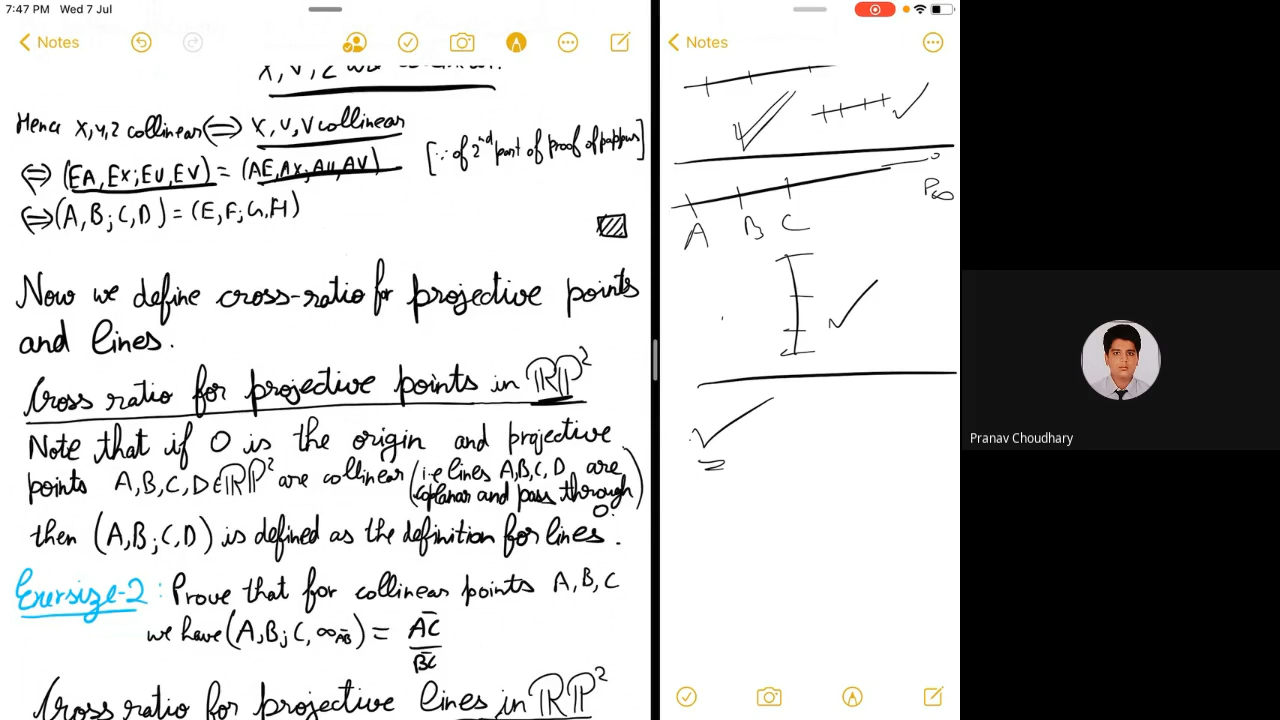 7:47 PM Wed 7 Jul
Notes
X, V, Z
Hence X,Y,Z collinear ⇔ X, U, V collinear
⇔ (EA, EX; EU, EV) = (AE, AX; AU, AV) [∵ of 2nd part of proof of pappus]
⇔ (A, B; C, D) = (E, F; G, H)
Now we define cross-ratio for projective points
and lines.
Cross ratio for projective points in ℝℙ²
Note that if O is the origin and projective
points A, B, C, D ∈ ℝℙ² are collinear (i.e lines A, B, C, D are
coplanar and pass through
O.)
then (A, B; C, D) is defined as the definition for lines.
Exersize-2: Prove that for collinear points A, B, C
we have (A, B; C, ∞AB) = AC̄
BC̄
Cross ratio for projective lines in ℝℙ²
Notes
P∞
A B C
Pranav Choudhary